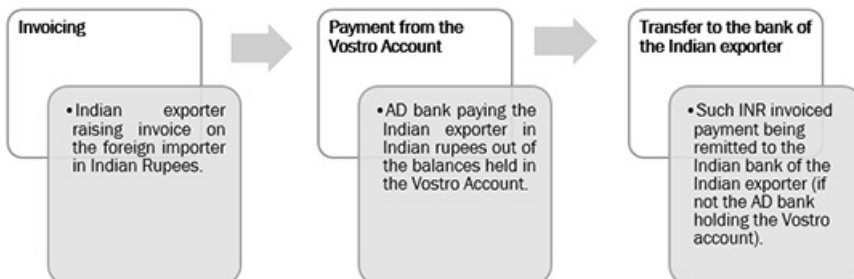 Invoicing
•Indian exporter
raising invoice on
the foreign importer
in Indian Rupees.
Payment from the
Vostro Account
•AD bank paying the
Indian exporter in
Indian rupees out of
the balances held in
the Vostro Account.
Transfer to the bank of
the Indian exporter
•Such INR invoiced
payment being
remitted to the
Indian bank of the
Indian exporter (if
not the AD bank
holding the Vostro
account).